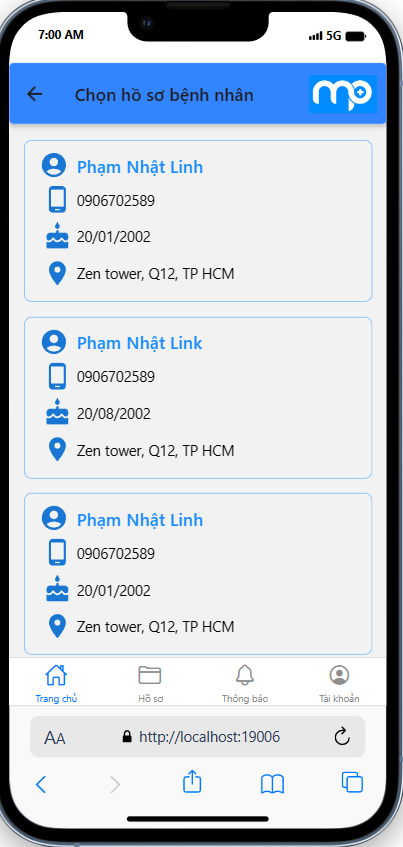 7:00 AM
5G
Chọn hồ sơ bệnh nhân
mp
Phạm Nhật Linh
0906702589
20/01/2002
Zen tower, Q12, TP HCM
Phạm Nhật Link
0906702589
20/08/2002
Zen tower, Q12, TP HCM
Phạm Nhật Linh
0906702589
20/01/2002
Zen tower, Q12, TP HCM
Trang chủ
Hồ sơ
Thông báo
Tài khoản
AA
http://localhost:19006